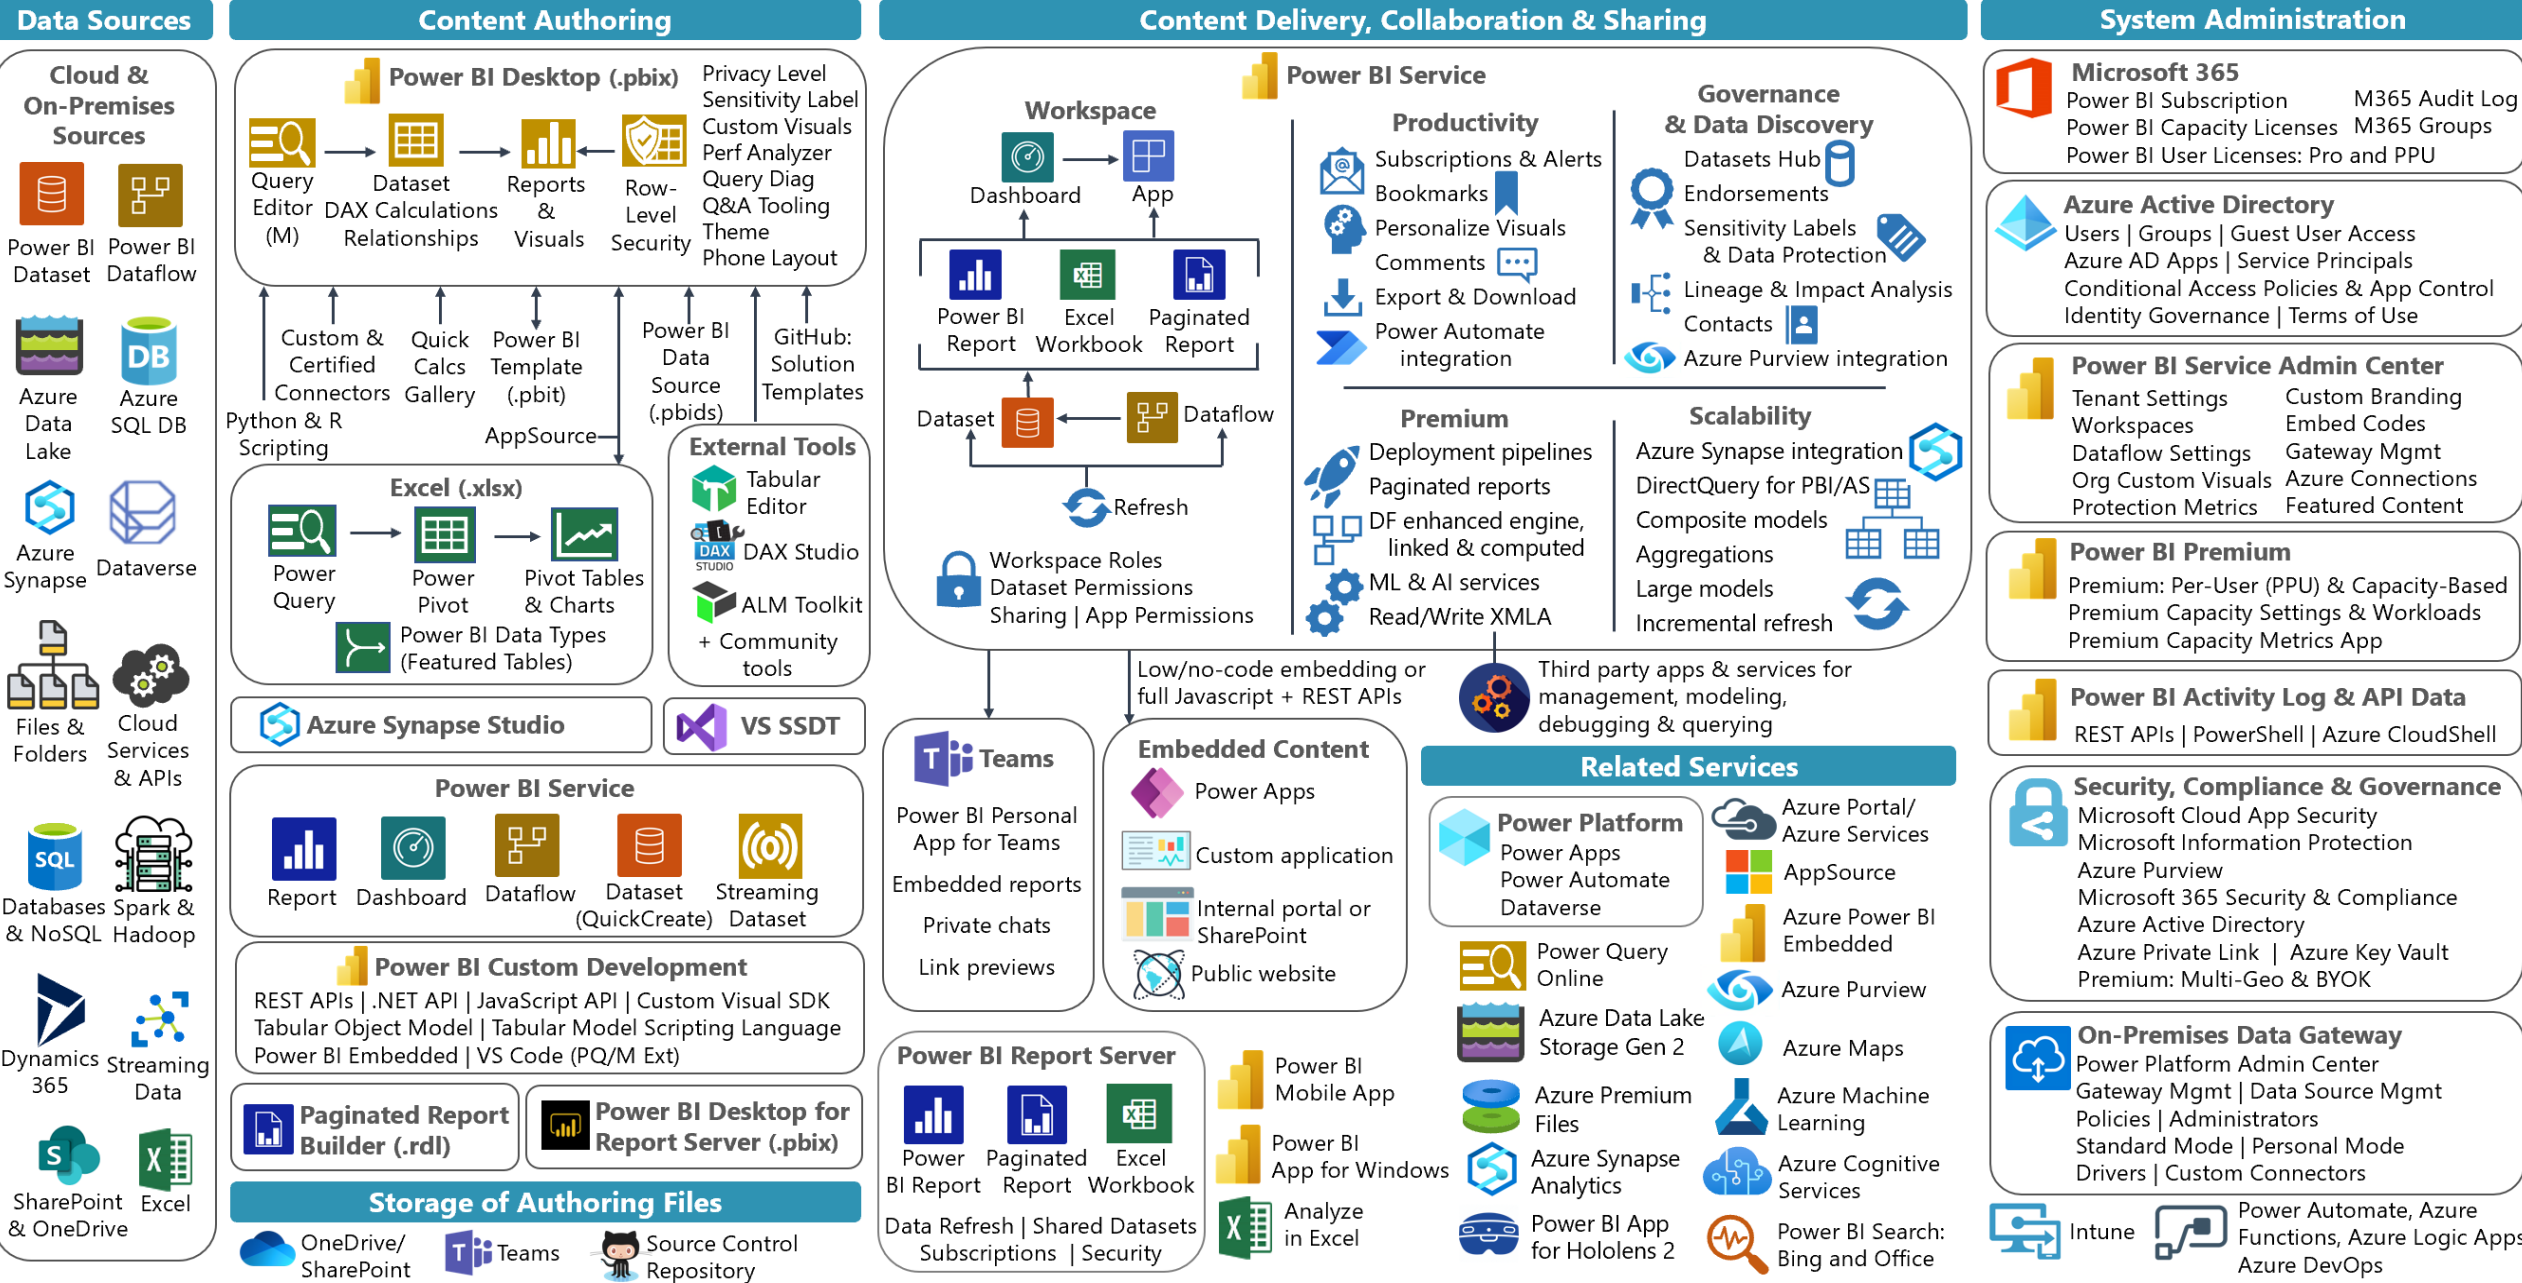 Data Sources
Cloud &
On-Premises
Sources
Power BI
Dataset
Power BI
Dataflow
Azure
Data
Lake
DB
Azure
SQL DB
Azure
Synapse
Dataverse
Files &
Folders
Cloud
Services
& APIs
SQL
Databases
& NoSQL
Spark &
Hadoop
Dynamics
365
Streaming
Data
S
SharePoint
& OneDrive
X
Excel
Content Authoring
Power BI Desktop (.pbix)
Query
Editor
(M)
Dataset
DAX Calculations
Relationships
Reports
&
Visuals
Row-
Level
Security
Privacy Level
Sensitivity Label
Custom Visuals
Perf Analyzer
Query Diag
Q&A Tooling
Theme
Phone Layout
Python & R
Scripting
Custom &
Certified
Connectors
Quick
Calcs
Gallery
Power BI
Template
(.pbit)
AppSource
Power BI
Data
Source
(.pbids)
GitHub:
Solution
Templates
Excel (.xlsx)
Power
Query
Power
Pivot
Pivot Tables
& Charts
Power BI Data Types
(Featured Tables)
External Tools
Tabular
Editor
DAX
STUDIO
DAX Studio
ALM Toolkit
+ Community
tools
Azure Synapse Studio
VS SSDT
Power BI Service
Report
Dashboard
Dataflow
Dataset
(QuickCreate)
Streaming
Dataset
Power BI Custom Development
REST APIs | .NET API | JavaScript API | Custom Visual SDK
Tabular Object Model | Tabular Model Scripting Language
Power BI Embedded | VS Code (PQ/M Ext)
Paginated Report
Builder (.rdl)
Power BI Desktop for
Report Server (.pbix)
Storage of Authoring Files
OneDrive/
SharePoint
T
Teams
Source Control
Repository
Content Delivery, Collaboration & Sharing
Power BI Service
Workspace
Dashboard
App
Power BI
Report
X
Excel
Workbook
Paginated
Report
Dataset
Dataflow
Refresh
Workspace Roles
Dataset Permissions
Sharing | App Permissions
Productivity
@
Subscriptions & Alerts
Bookmarks
Personalize Visuals
Comments
Export & Download
Power Automate
integration
Governance
& Data Discovery
Datasets Hub
Endorsements
Sensitivity Labels
& Data Protection
Lineage & Impact Analysis
Contacts
Azure Purview integration
Premium
Deployment pipelines
Paginated reports
DF enhanced engine,
linked & computed
ML & AI services
Read/Write XMLA
Scalability
Azure Synapse integration
DirectQuery for PBI/AS
Composite models
Aggregations
Large models
Incremental refresh
Low/no-code embedding or
full Javascript + REST APIs
Third party apps & services for
management, modeling,
debugging & querying
T
Teams
Power BI Personal
App for Teams
Embedded reports
Private chats
Link previews
Embedded Content
Power Apps
Custom application
Internal portal or
SharePoint
Public website
Power BI Report Server
Power
BI Report
Paginated
Report
X
Excel
Workbook
Data Refresh | Shared Datasets
Subscriptions | Security
Power BI
Mobile App
Power BI
App for Windows
X
Analyze
in Excel
Related Services
Power Platform
Power Apps
Power Automate
Dataverse
Power Query
Online
Azure Data Lake
Storage Gen 2
Azure Premium
Files
Azure Synapse
Analytics
Power BI App
for Hololens 2
Azure Portal/
Azure Services
AppSource
Azure Power BI
Embedded
Azure Purview
Azure Maps
Azure Machine
Learning
Azure Cognitive
Services
Power BI Search:
Bing and Office
System Administration
Microsoft 365
Power BI Subscription
Power BI Capacity Licenses
Power BI User Licenses: Pro and PPU
M365 Audit Log
M365 Groups
Azure Active Directory
Users | Groups | Guest User Access
Azure AD Apps | Service Principals
Conditional Access Policies & App Control
Identity Governance | Terms of Use
Power BI Service Admin Center
Tenant Settings
Workspaces
Dataflow Settings
Org Custom Visuals
Protection Metrics
Custom Branding
Embed Codes
Gateway Mgmt
Azure Connections
Featured Content
Power BI Premium
Premium: Per-User (PPU) & Capacity-Based
Premium Capacity Settings & Workloads
Premium Capacity Metrics App
Power BI Activity Log & API Data
REST APIs | PowerShell | Azure CloudShell
Security, Compliance & Governance
Microsoft Cloud App Security
Microsoft Information Protection
Azure Purview
Microsoft 365 Security & Compliance
Azure Active Directory
Azure Private Link | Azure Key Vault
Premium: Multi-Geo & BYOK
On-Premises Data Gateway
Power Platform Admin Center
Gateway Mgmt | Data Source Mgmt
Policies | Administrators
Standard Mode | Personal Mode
Drivers | Custom Connectors
Intune
Power Automate, Azure
Functions, Azure Logic Apps
Azure DevOps